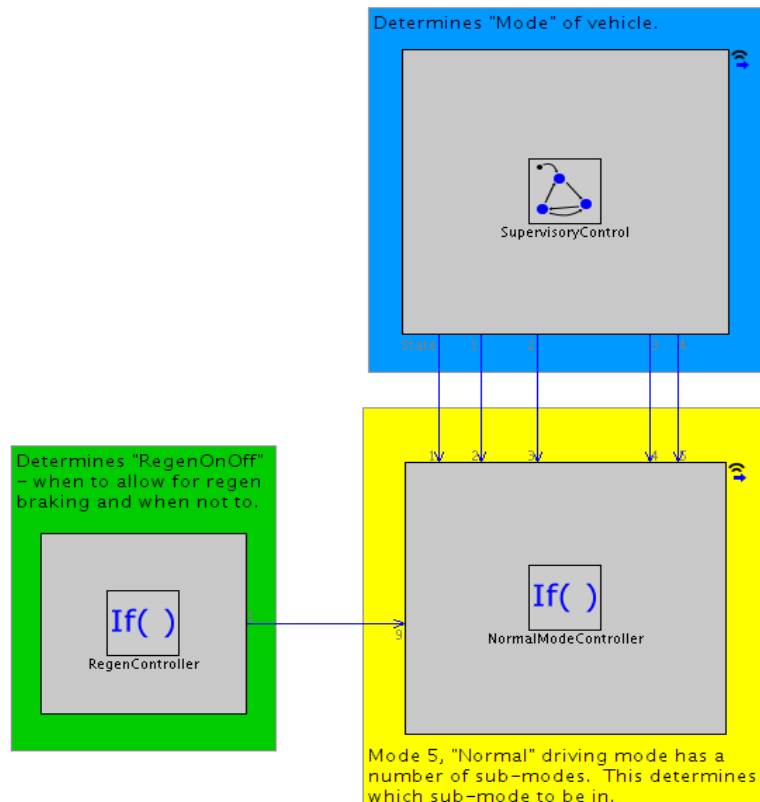 Determines "Mode" of vehicle.
SupervisoryControl
State 1 2 3 4
1 2 3 4 5
Determines "RegenOnOff"
- when to allow for regen
braking and when not to.
If( )
RegenController
1
9
If( )
NormalModeController
Mode 5, "Normal" driving mode has a
number of sub-modes. This determines
which sub-mode to be in.